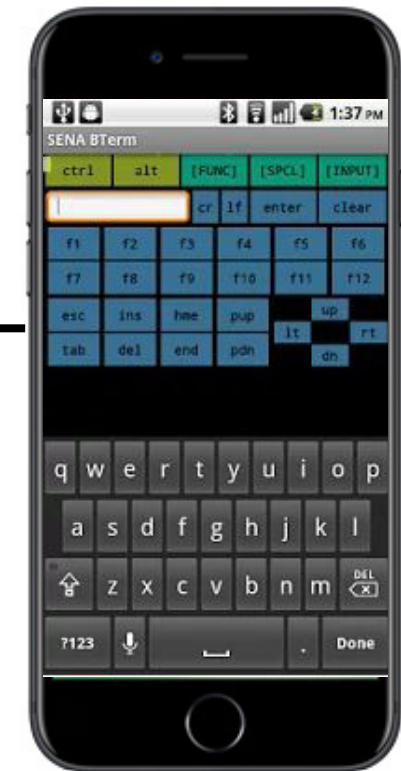 1:37 PM
SENA BTerm
ctrl alt [FUNC] [SPCL] [INPUT]
cr lf enter clear
f1 f2 f3 f4 f5 f6
f7 f8 f9 f10 f11 f12
esc ins hme pup lt up rt
tab del end pdn dn
q w e r t y u i o p
a s d f g h j k l
z x c v b n m DEL
?123 . Done